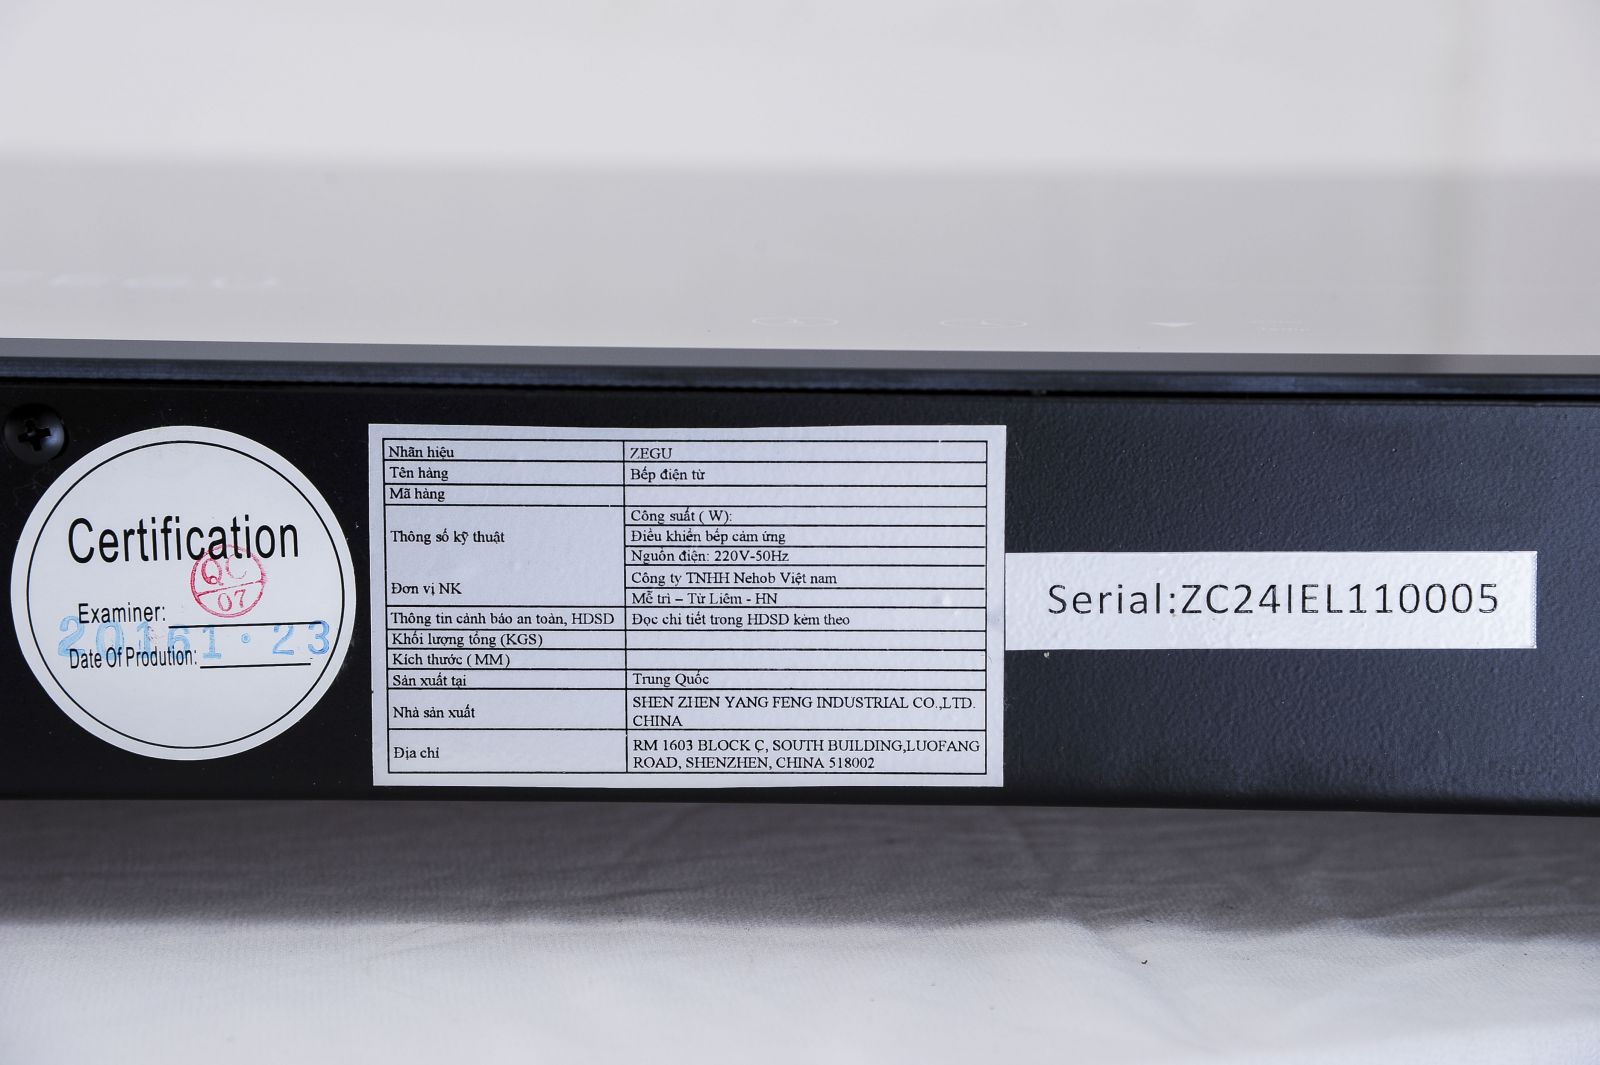 Certification
QC
07
Examiner:
20161·23
Date Of Prodution:
Nhãn hiệu ZEGU
Tên hàng Bếp điện từ
Mã hàng
Thông số kỹ thuật
Công suất ( W):
Điều khiển bếp cảm ứng
Nguồn điện: 220V-50Hz
Đơn vị NK
Công ty TNHH Nehob Việt nam
Mễ trì – Từ Liêm - HN
Thông tin cảnh báo an toàn, HDSD Đọc chi tiết trong HDSD kèm theo
Khối lượng tổng (KGS)
Kích thước ( MM )
Sản xuất tại Trung Quốc
Nhà sản xuất
SHEN ZHEN YANG FENG INDUSTRIAL CO.,LTD.
CHINA
Địa chỉ
RM 1603 BLOCK C, SOUTH BUILDING,LUOFANG
ROAD, SHENZHEN, CHINA 518002
Serial:ZC24IEL110005